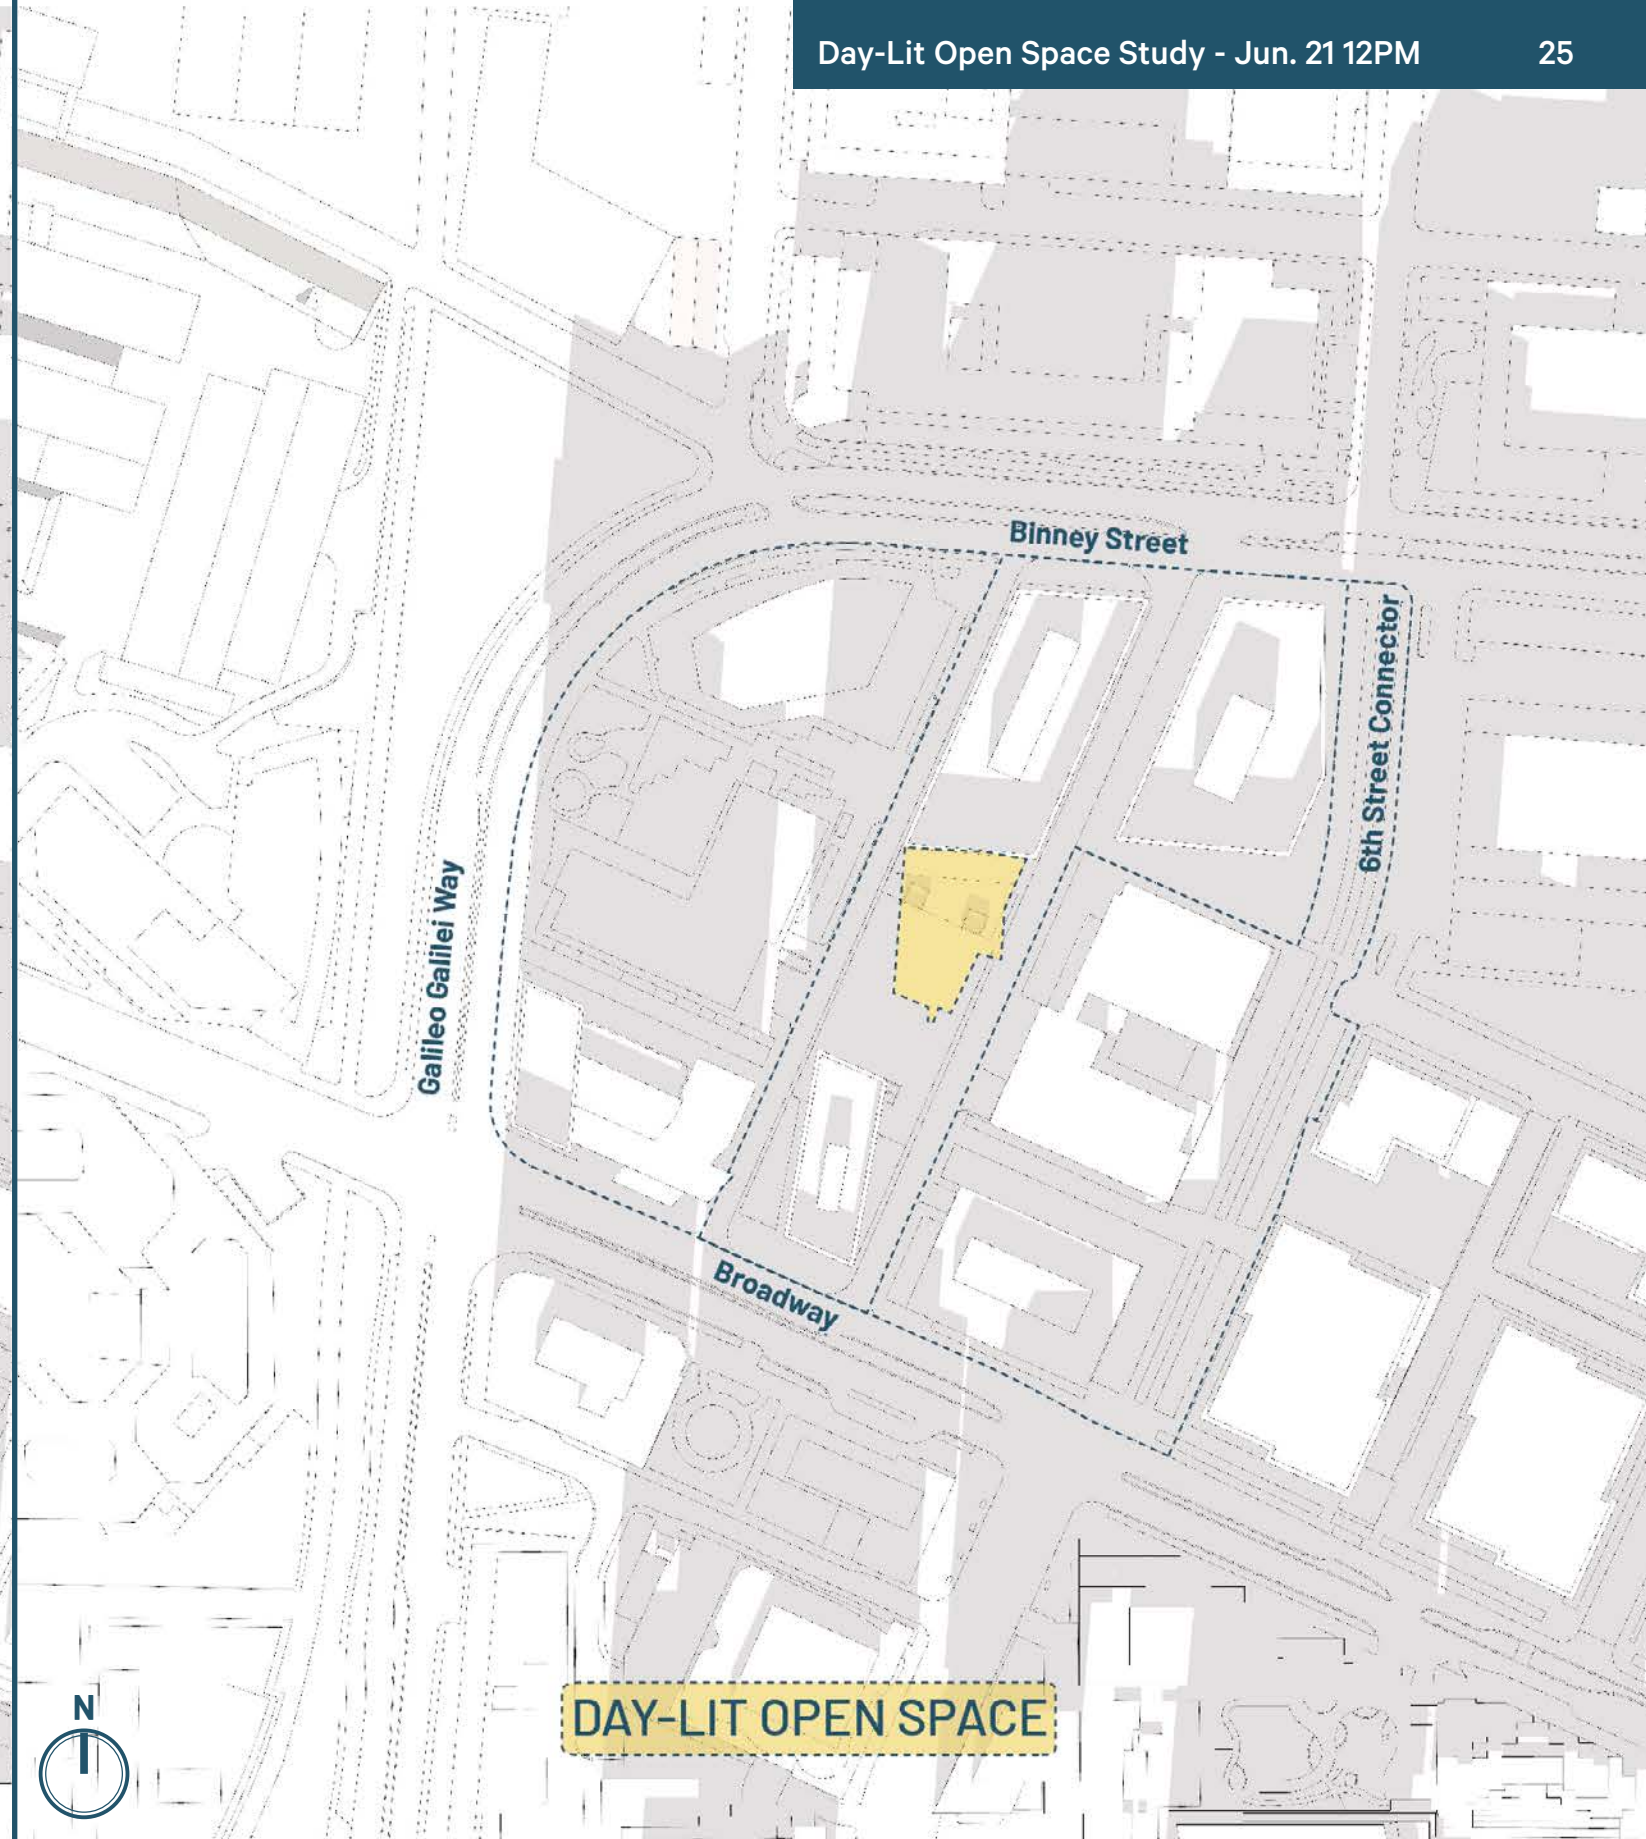 Day-Lit Open Space Study - Jun. 21 12PM 25
Binney Street
6th Street Connector
Galileo Galilei Way
Broadway
N
DAY-LIT OPEN SPACE